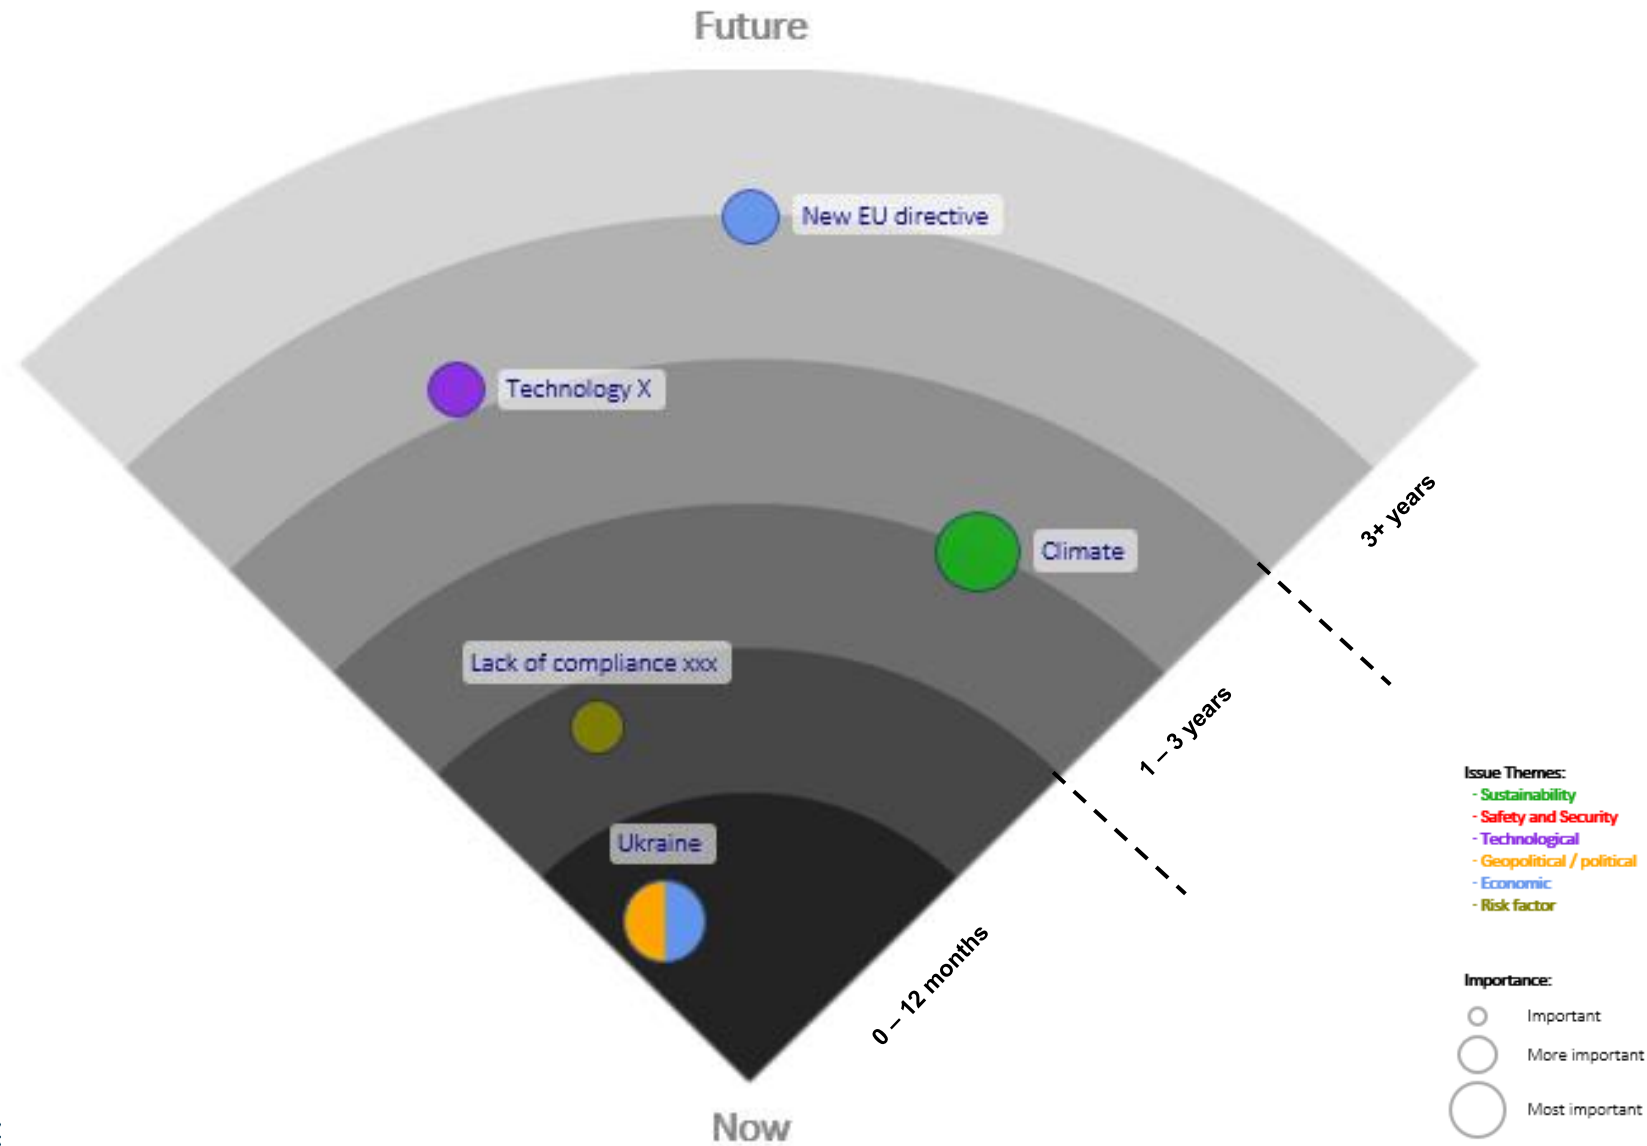 Future
New EU directive
Technology X
Climate
Lack of compliance xxx
Ukraine
3+ years
1 – 3 years
0 – 12 months
Now
Issue Themes:
- Sustainability
- Safety and Security
- Technological
- Geopolitical / political
- Economic
- Risk factor
Importance:
Important
More important
Most important